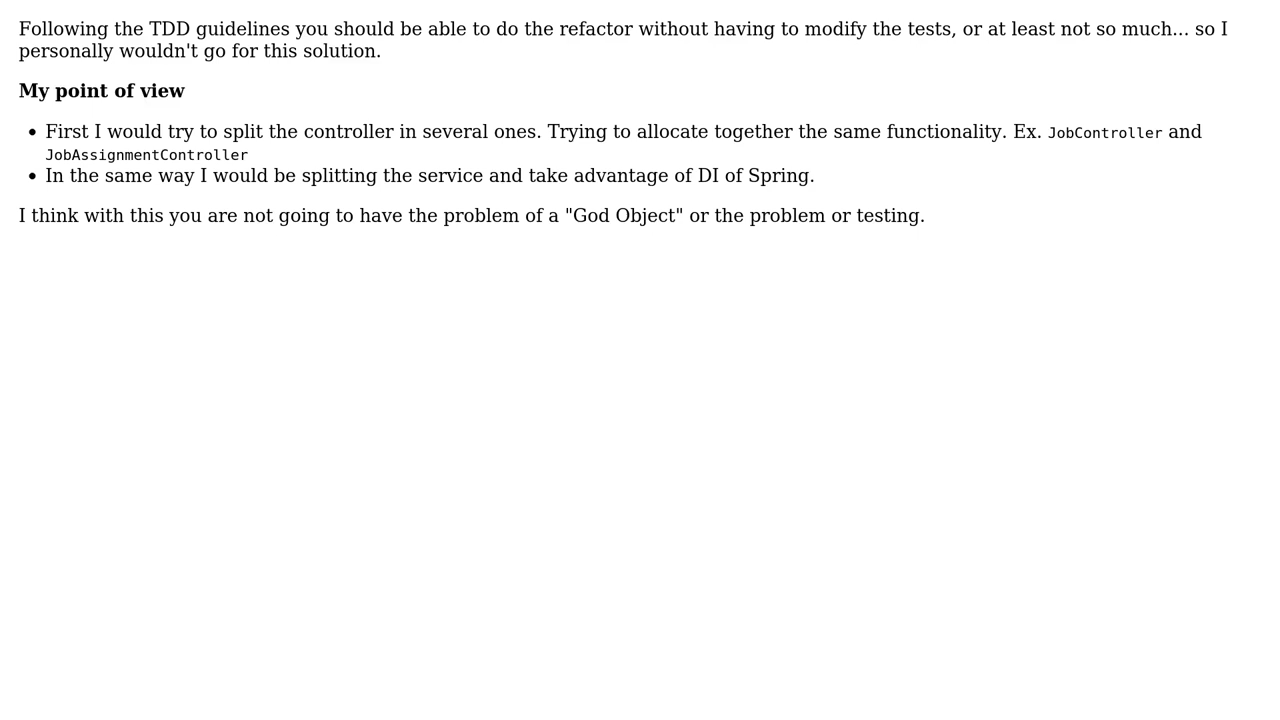 Following the TDD guidelines you should be able to do the refactor without having to modify the tests, or at least not so much... so I
personally wouldn't go for this solution.
My point of view
First I would try to split the controller in several ones. Trying to allocate together the same functionality. Ex. JobController and
JobAssignmentController
In the same way I would be splitting the service and take advantage of DI of Spring.
I think with this you are not going to have the problem of a "God Object" or the problem or testing.